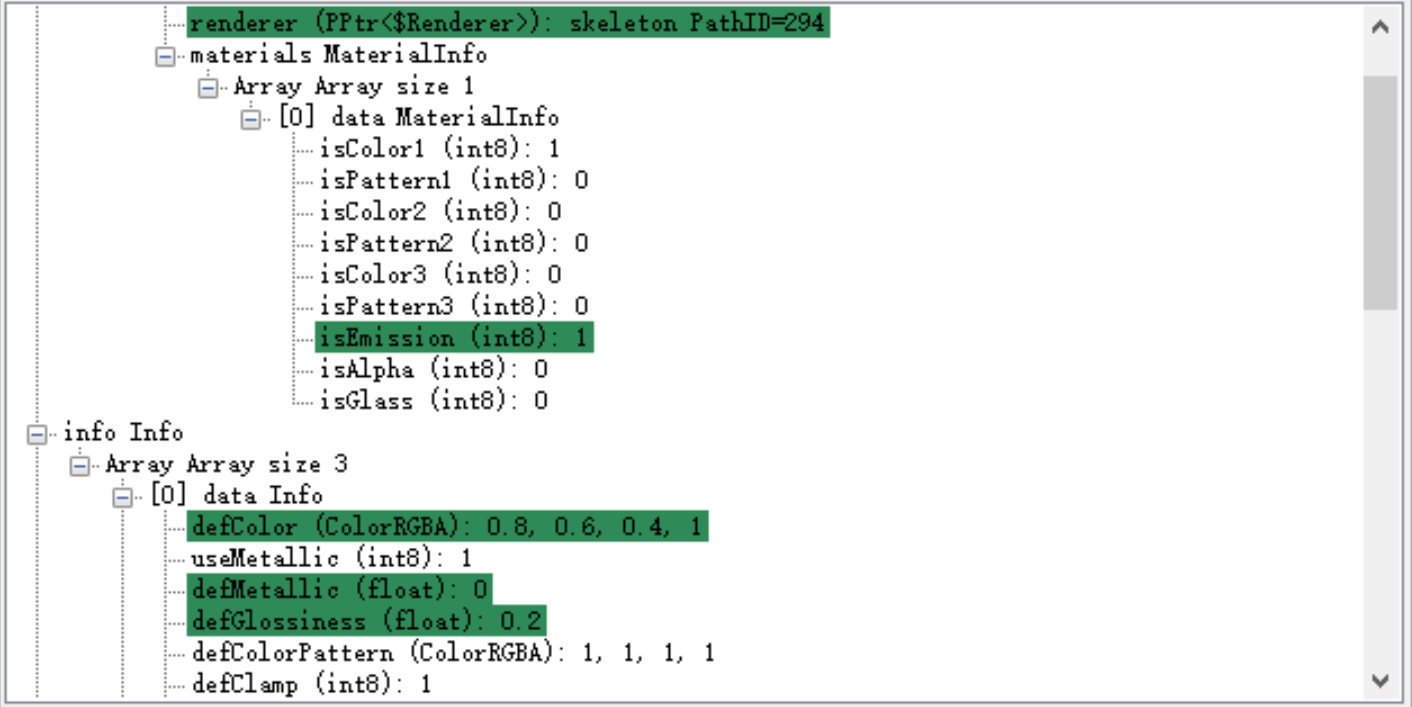 renderer (PPtr<$Renderer>): skeleton PathID=294
materials MaterialInfo
Array Array size 1
[0] data MaterialInfo
isColor1 (int8): 1
isPattern1 (int8): 0
isColor2 (int8): 0
isPattern2 (int8): 0
isColor3 (int8): 0
isPattern3 (int8): 0
isEmission (int8): 1
isAlpha (int8): 0
isGlass (int8): 0
info Info
Array Array size 3
[0] data Info
defColor (ColorRGBA): 0.8, 0.6, 0.4, 1
useMetallic (int8): 1
defMetallic (float): 0
defGlossiness (float): 0.2
defColorPattern (ColorRGBA): 1, 1, 1, 1
defClamp (int8): 1